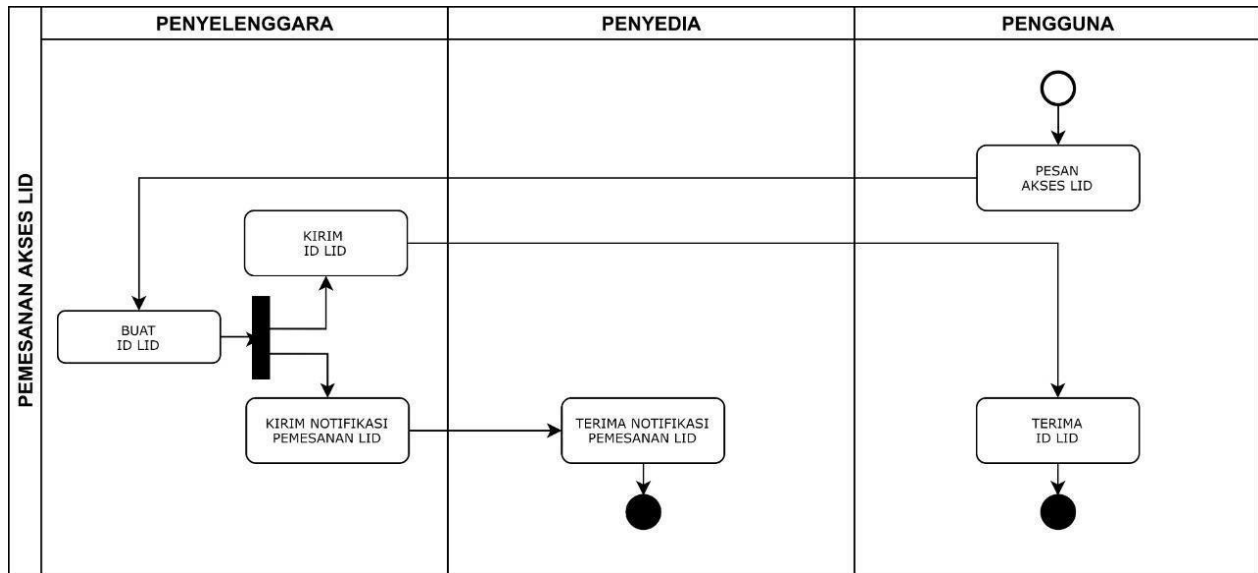 PENYELENGGARA
PENYEDIA
PENGGUNA
PEMESANAN AKSES LID
PESAN
AKSES LID
KIRIM
ID LID
BUAT
ID LID
KIRIM NOTIFIKASI
PEMESANAN LID
TERIMA NOTIFIKASI
PEMESANAN LID
TERIMA
ID LID